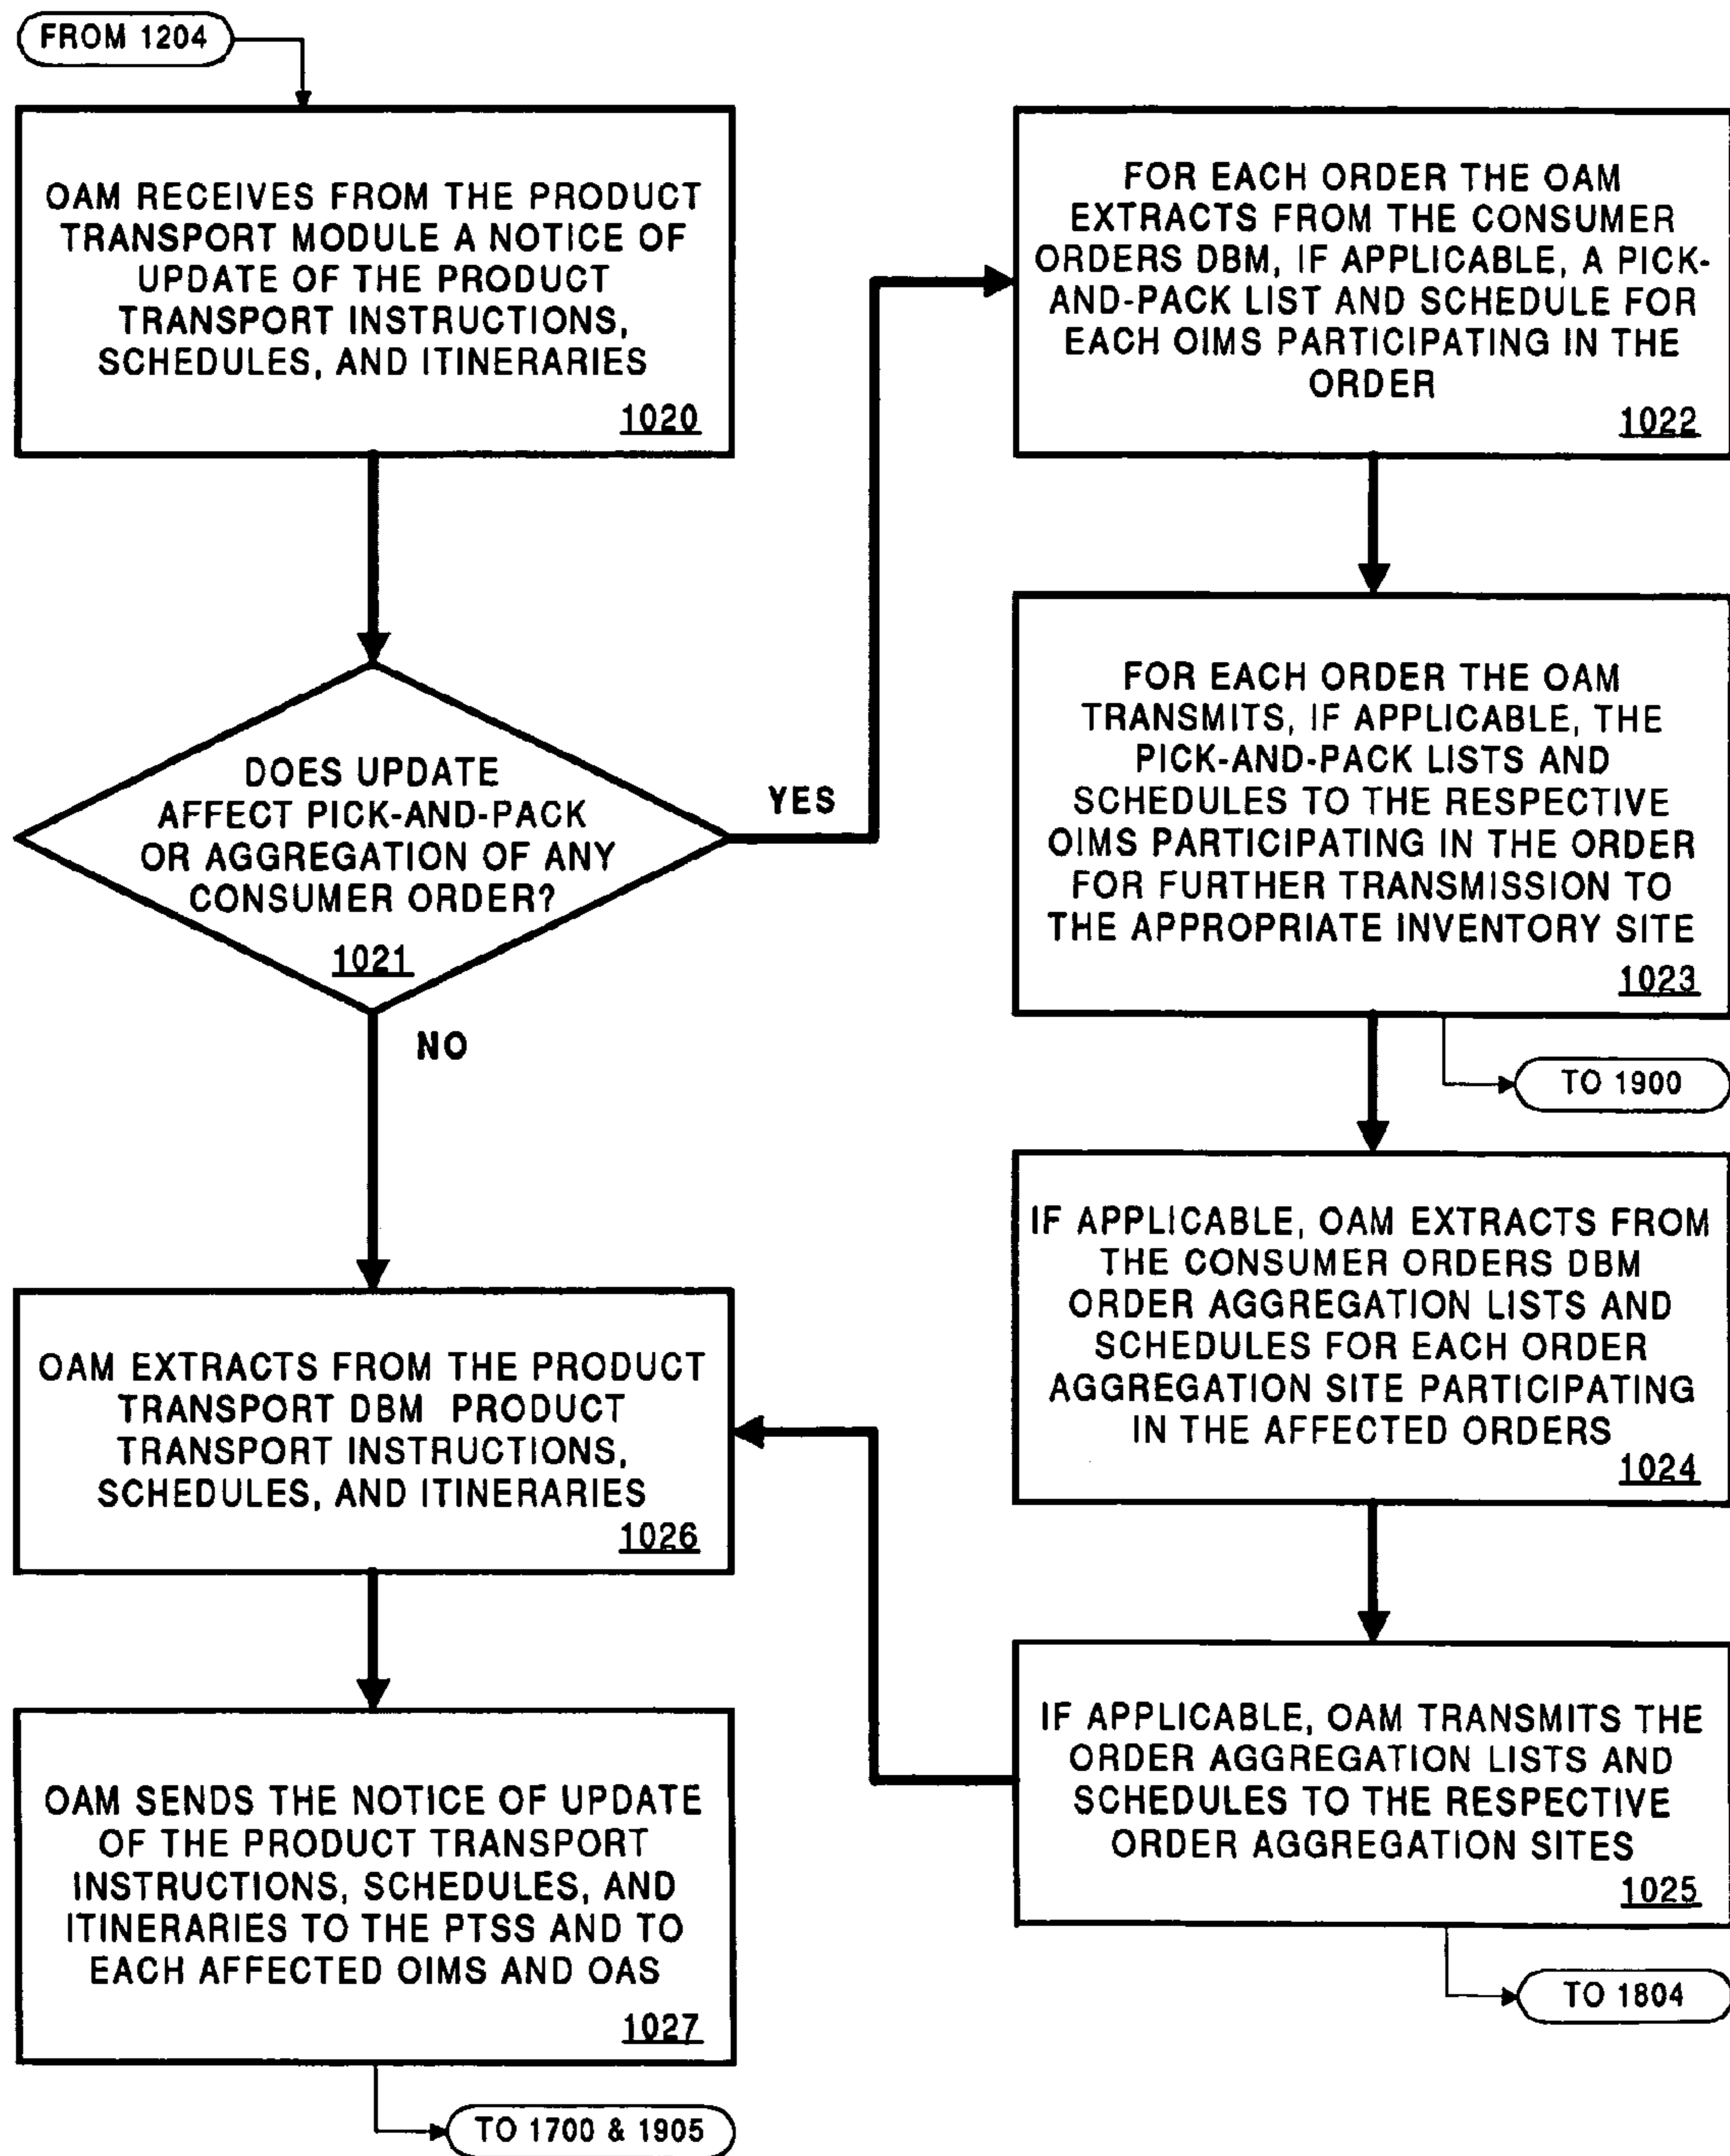 FROM 1204
OAM RECEIVES FROM THE PRODUCT
TRANSPORT MODULE A NOTICE OF
UPDATE OF THE PRODUCT
TRANSPORT INSTRUCTIONS,
SCHEDULES, AND ITINERARIES
1020
DOES UPDATE
AFFECT PICK-AND-PACK
OR AGGREGATION OF ANY
CONSUMER ORDER?
1021
YES
NO
FOR EACH ORDER THE OAM
EXTRACTS FROM THE CONSUMER
ORDERS DBM, IF APPLICABLE, A PICK-
AND-PACK LIST AND SCHEDULE FOR
EACH OIMS PARTICIPATING IN THE
ORDER
1022
FOR EACH ORDER THE OAM
TRANSMITS, IF APPLICABLE, THE
PICK-AND-PACK LISTS AND
SCHEDULES TO THE RESPECTIVE
OIMS PARTICIPATING IN THE ORDER
FOR FURTHER TRANSMISSION TO
THE APPROPRIATE INVENTORY SITE
1023
TO 1900
IF APPLICABLE, OAM EXTRACTS FROM
THE CONSUMER ORDERS DBM
ORDER AGGREGATION LISTS AND
SCHEDULES FOR EACH ORDER
AGGREGATION SITE PARTICIPATING
IN THE AFFECTED ORDERS
1024
IF APPLICABLE, OAM TRANSMITS THE
ORDER AGGREGATION LISTS AND
SCHEDULES TO THE RESPECTIVE
ORDER AGGREGATION SITES
1025
TO 1804
OAM EXTRACTS FROM THE PRODUCT
TRANSPORT DBM PRODUCT
TRANSPORT INSTRUCTIONS,
SCHEDULES, AND ITINERARIES
1026
OAM SENDS THE NOTICE OF UPDATE
OF THE PRODUCT TRANSPORT
INSTRUCTIONS, SCHEDULES, AND
ITINERARIES TO THE PTSS AND TO
EACH AFFECTED OIMS AND OAS
1027
TO 1700 & 1905